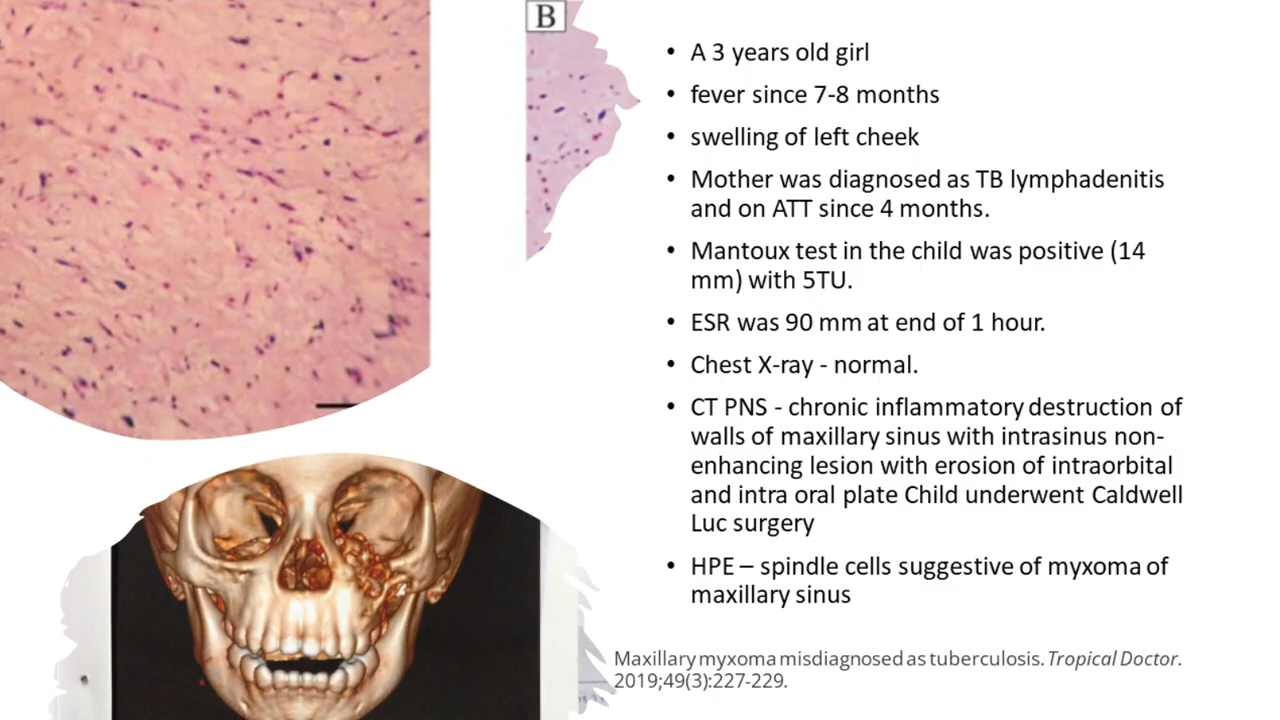 B
• A 3 years old girl
• fever since 7-8 months
• swelling of left cheek
• Mother was diagnosed as TB lymphadenitis
and on ATT since 4 months.
• Mantoux test in the child was positive (14
mm) with 5TU.
• ESR was 90 mm at end of 1 hour.
• Chest X-ray - normal.
• CT PNS - chronic inflammatory destruction of
walls of maxillary sinus with intrasinus non-
enhancing lesion with erosion of intraorbital
and intra oral plate Child underwent Caldwell
Luc surgery
• HPE – spindle cells suggestive of myxoma of
maxillary sinus
Maxillary myxoma misdiagnosed as tuberculosis. Tropical Doctor.
2019;49(3):227-229.